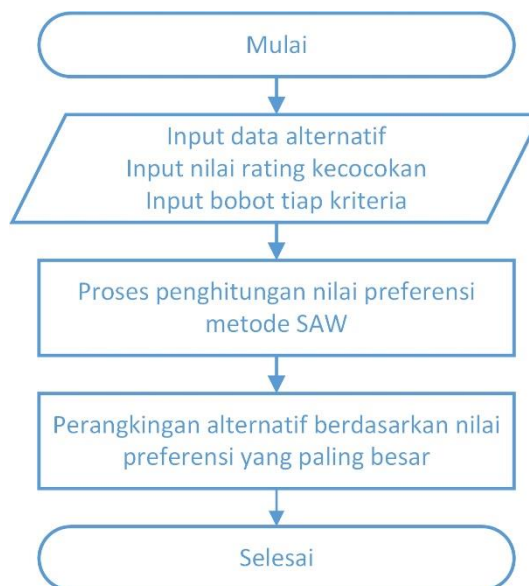 Mulai
Input data alternatif
Input nilai rating kecocokan
Input bobot tiap kriteria
Proses penghitungan nilai preferensi
metode SAW
Perangkingan alternatif berdasarkan nilai
preferensi yang paling besar
Selesai